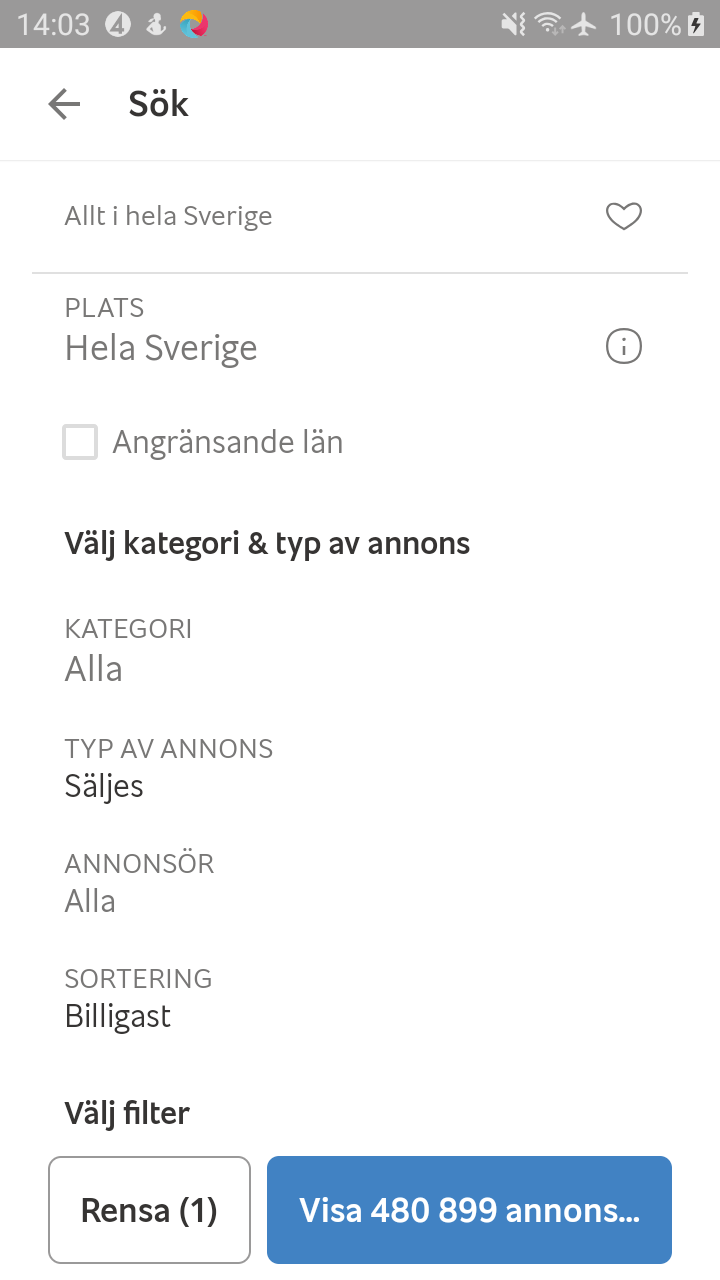 14:03 4 100%
Sök
Allt i hela Sverige
PLATS
Hela Sverige
Angränsande län
Välj kategori & typ av annons
KATEGORI
Alla
TYP AV ANNONS
Säljes
ANNONSÖR
Alla
SORTERING
Billigast
Välj filter
Rensa (1) Visa 480 899 annons...